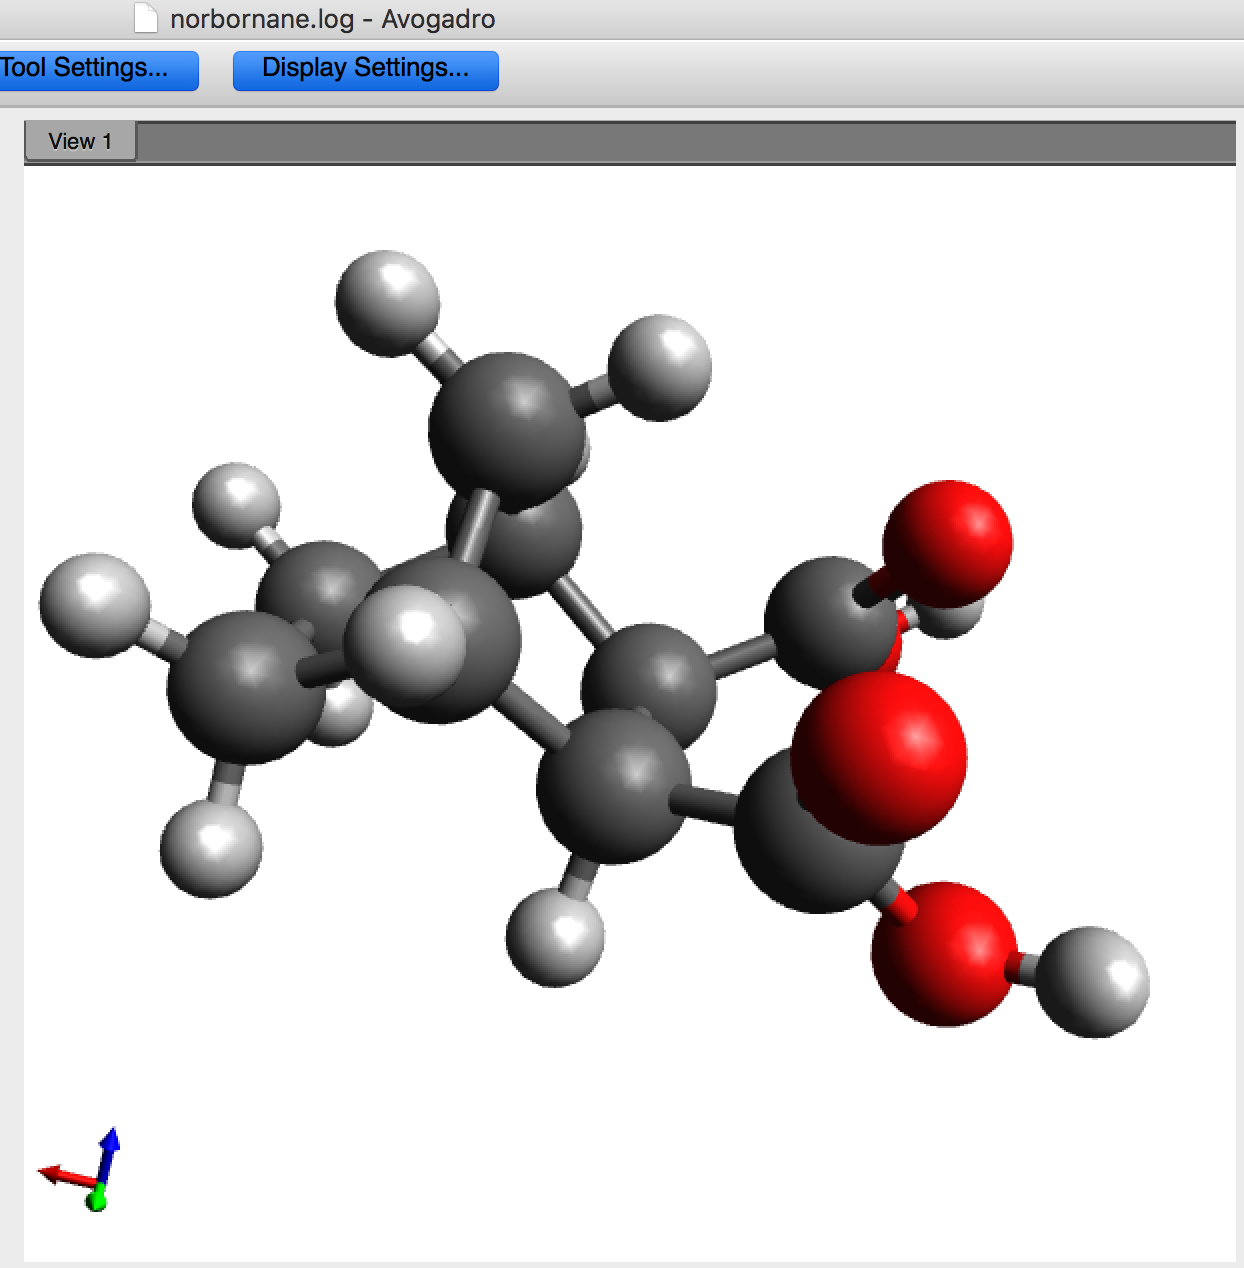 norbornane.log - Avogadro
Tool Settings... Display Settings...
View 1